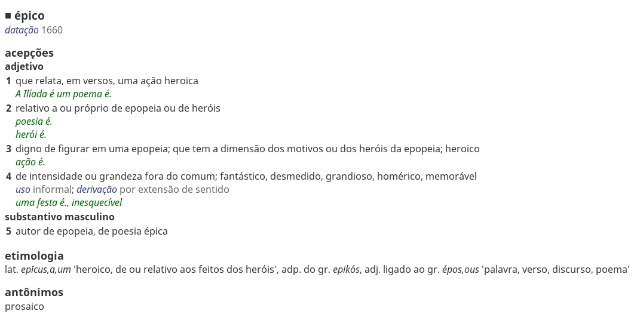 ■ épico
datação 1660
acepções
adjetivo
1 que relata, em versos, uma ação heroica
A Ilíada é um poema é.
2 relativo a ou próprio de epopeia ou de heróis
poesia é.
herói é.
3 digno de figurar em uma epopeia; que tem a dimensão dos motivos ou dos heróis da epopeia; heroico
ação é.
4 de intensidade ou grandeza fora do comum; fantástico, desmedido, grandioso, homérico, memorável
uso informal; derivação por extensão de sentido
uma festa é., inesquecível
substantivo masculino
5 autor de epopeia, de poesia épica
etimologia
lat. epĭcus,a,um 'heroico, de ou relativo aos feitos dos heróis', adp. do gr. epikós, adj. ligado ao gr. épos,ous 'palavra, verso, discurso, poema'
antônimos
prosaico